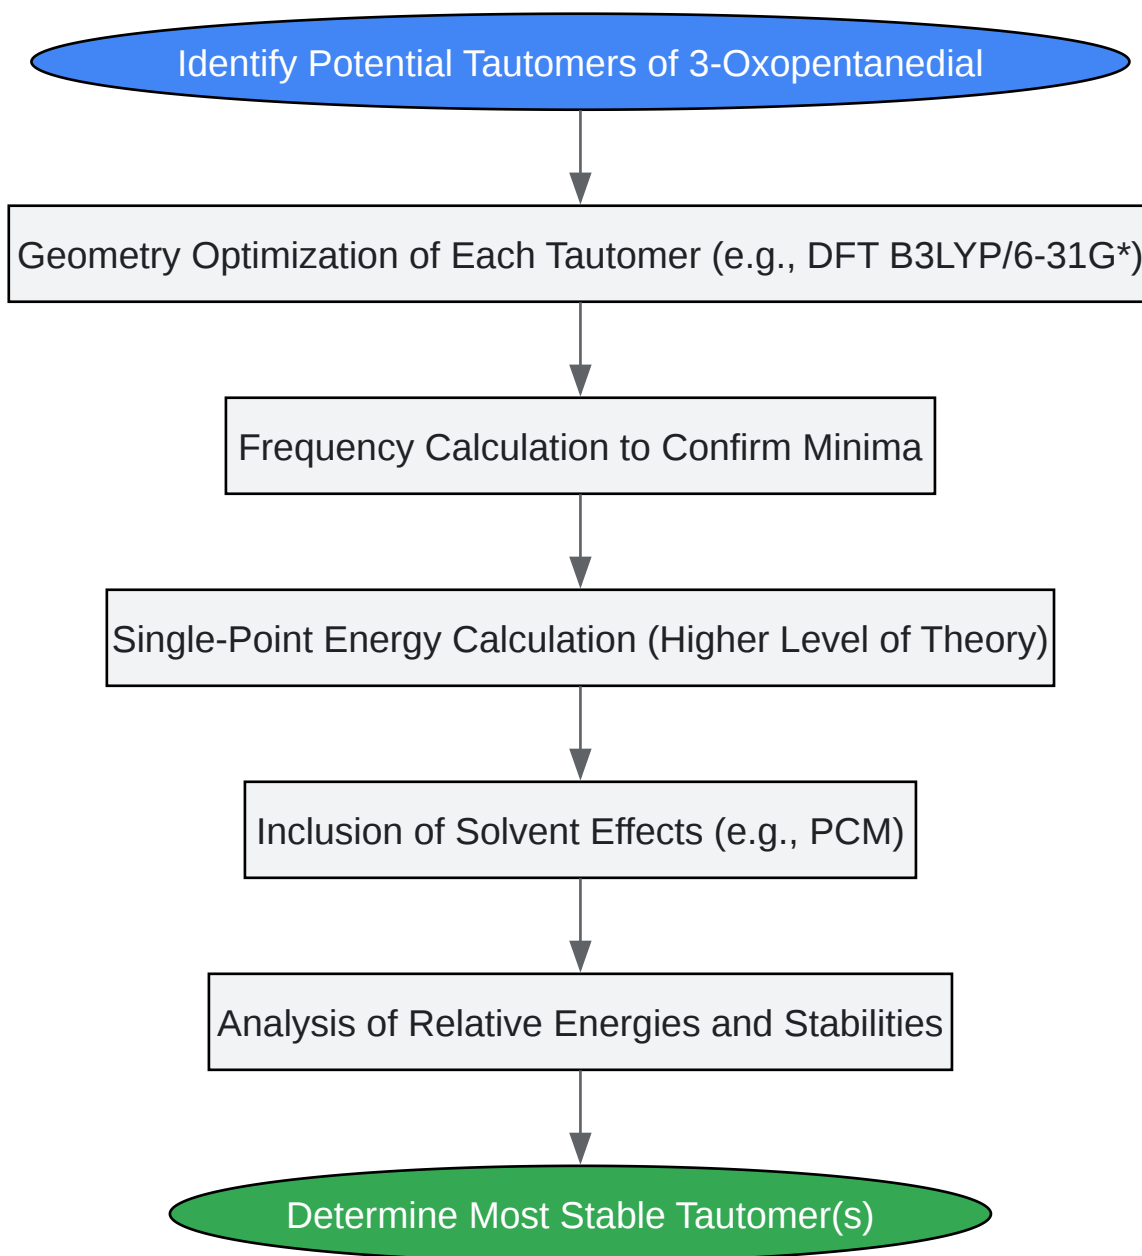 Identify Potential Tautomers of 3-Oxopentanedial
Geometry Optimization of Each Tautomer (e.g., DFT B3LYP/6-31G*)
Frequency Calculation to Confirm Minima
Single-Point Energy Calculation (Higher Level of Theory)
Inclusion of Solvent Effects (e.g., PCM)
Analysis of Relative Energies and Stabilities
Determine Most Stable Tautomer(s)